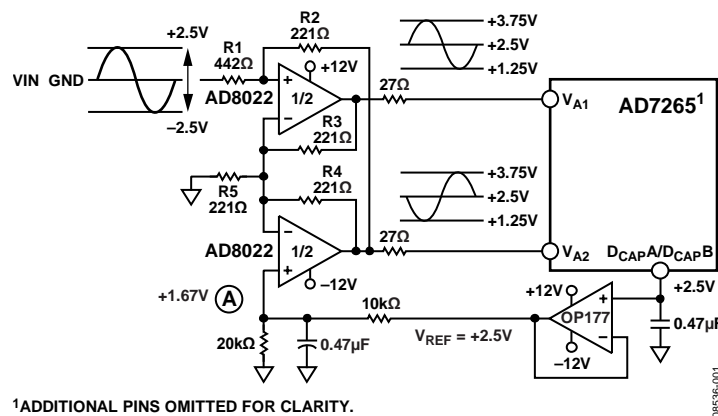 +2.5V
VIN GND
–2.5V
R1
442Ω
R2
221Ω
+12V
AD8022
1/2
+
–
R3
221Ω
R4
221Ω
R5
221Ω
AD8022
1/2
–
+
–12V
+3.75V
+2.5V
+1.25V
27Ω
+3.75V
+2.5V
+1.25V
27Ω
VA1
AD7265¹
VA2
DCAPA/DCAPB
+2.5V
+1.67V
A
20kΩ
0.47µF
10kΩ
VREF = +2.5V
+12V
+
OP177
–
–12V
0.47µF
¹ADDITIONAL PINS OMITTED FOR CLARITY.
08536-001